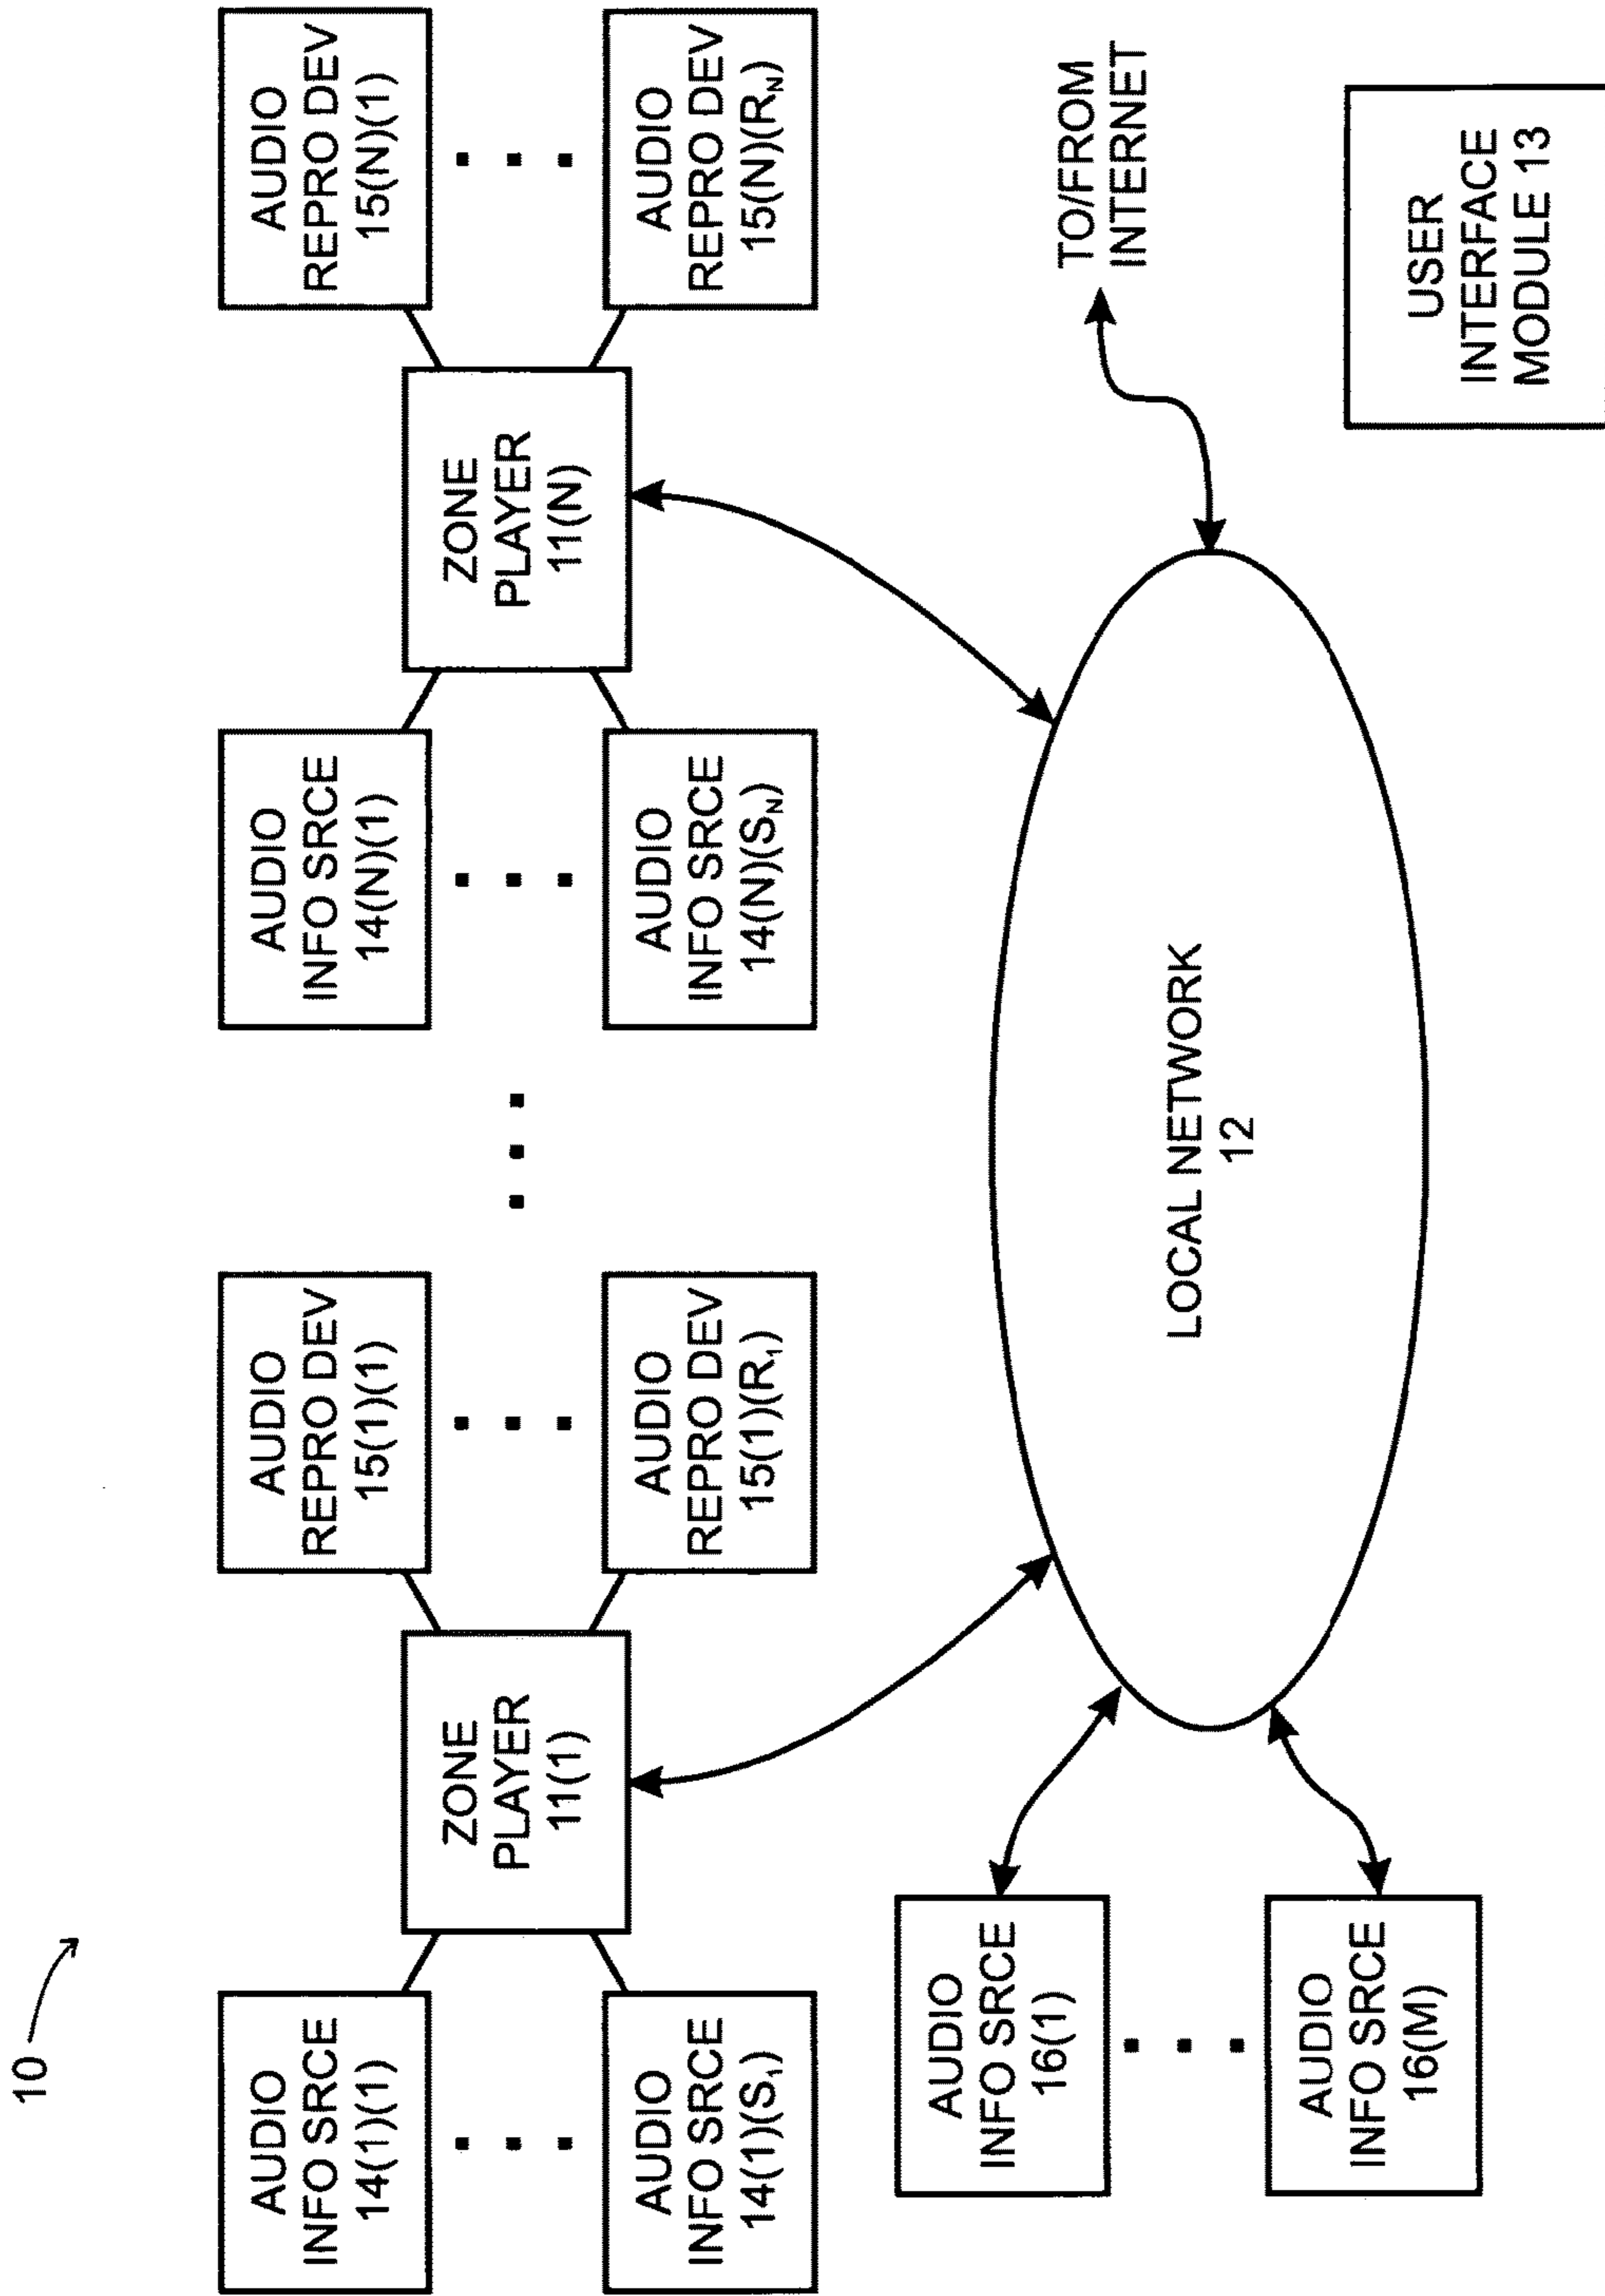 10
AUDIO
INFO SRCE
14(1)(1)
AUDIO
INFO SRCE
14(1)(S₁)
ZONE
PLAYER
11(1)
AUDIO
REPRO DEV
15(1)(1)
AUDIO
REPRO DEV
15(1)(R₁)
AUDIO
INFO SRCE
14(N)(1)
AUDIO
INFO SRCE
14(N)(S_N)
ZONE
PLAYER
11(N)
AUDIO
REPRO DEV
15(N)(1)
AUDIO
REPRO DEV
15(N)(R_N)
AUDIO
INFO SRCE
16(1)
AUDIO
INFO SRCE
16(M)
LOCAL NETWORK
12
TO/FROM
INTERNET
USER
INTERFACE
MODULE 13